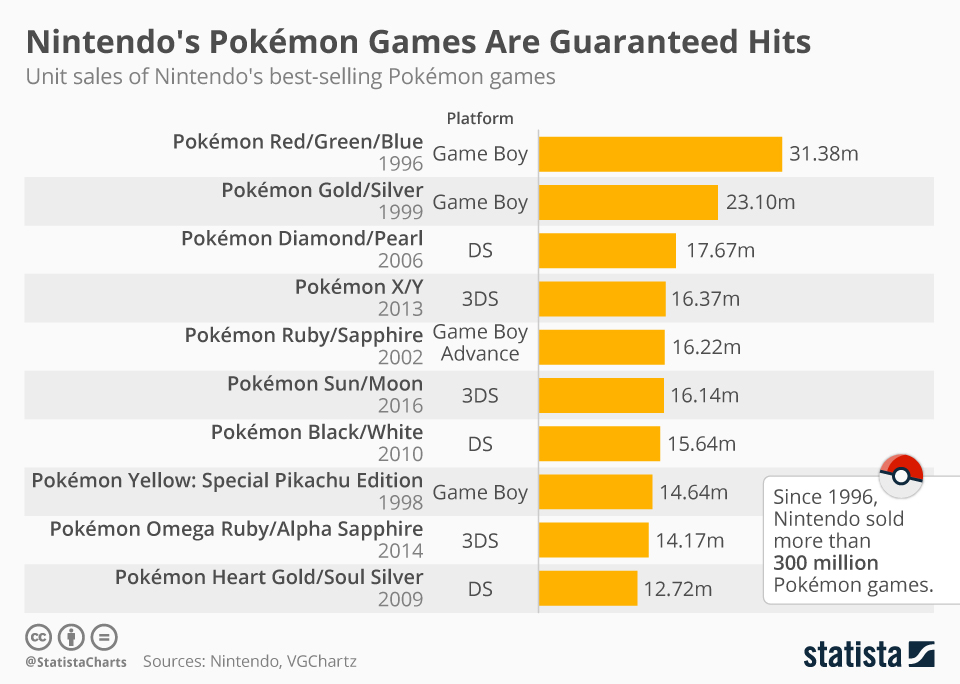 Nintendo's Pokémon Games Are Guaranteed Hits
Unit sales of Nintendo's best-selling Pokémon games
Platform
Pokémon Red/Green/Blue
1996
Game Boy
31.38m
Pokémon Gold/Silver
1999
Game Boy
23.10m
Pokémon Diamond/Pearl
2006
DS
17.67m
Pokémon X/Y
2013
3DS
16.37m
Pokémon Ruby/Sapphire
2002
Game Boy
Advance
16.22m
Pokémon Sun/Moon
2016
3DS
16.14m
Pokémon Black/White
2010
DS
15.64m
Pokémon Yellow: Special Pikachu Edition
1998
Game Boy
14.64m
Pokémon Omega Ruby/Alpha Sapphire
2014
3DS
14.17m
Pokémon Heart Gold/Soul Silver
2009
DS
12.72m
Since 1996,
Nintendo sold
more than
300 million
Pokémon games.
cc
@StatistaCharts
Sources: Nintendo, VGChartz
statista